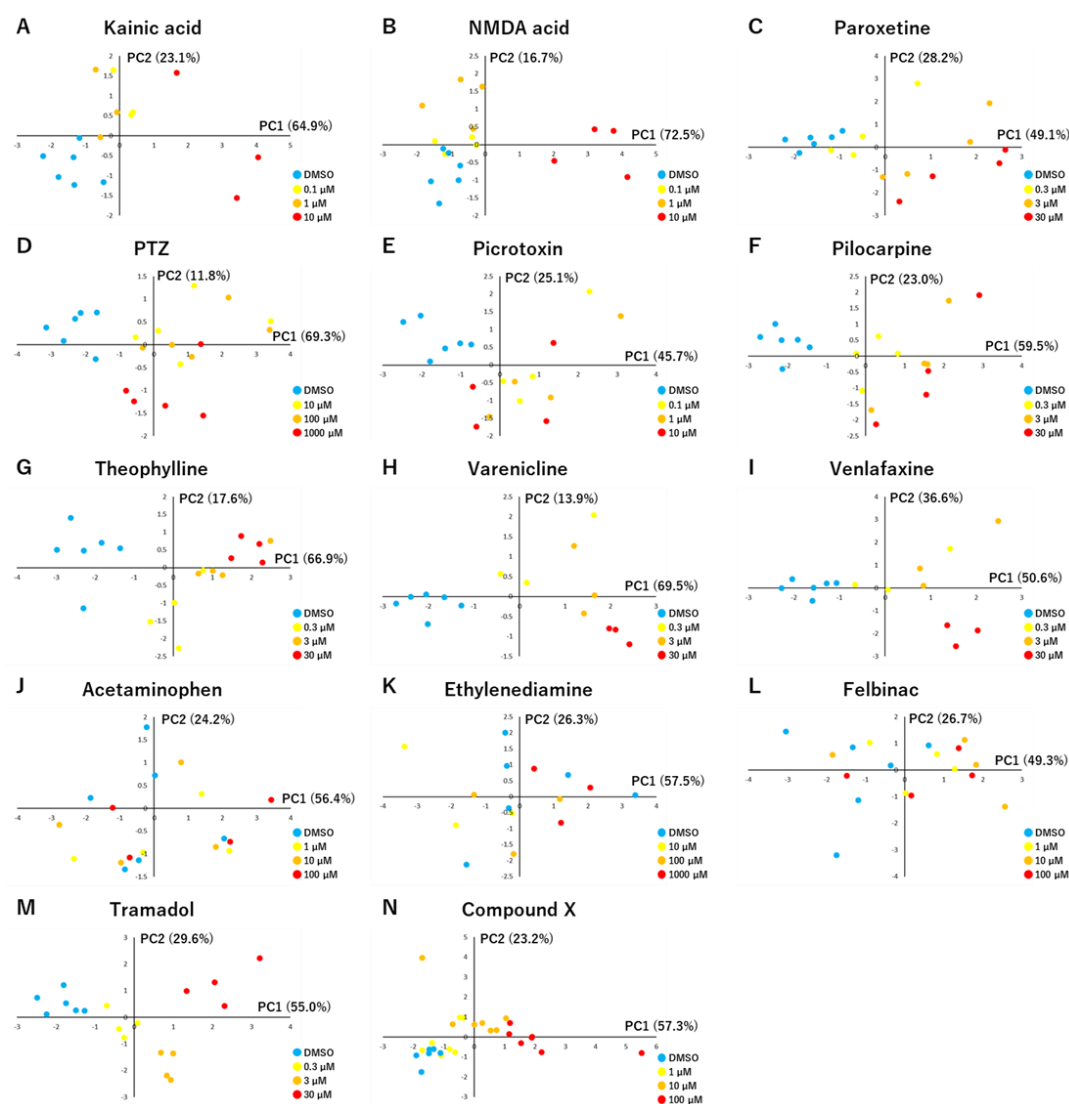 A Kainic acid
PC2 (23.1%)
PC1 (64.9%)
DMSO
0.1 μM
1 μM
10 μM
B NMDA acid
PC2 (16.7%)
PC1 (72.5%)
DMSO
0.1 μM
1 μM
10 μM
C Paroxetine
PC2 (28.2%)
PC1 (49.1%)
DMSO
0.3 μM
3 μM
30 μM
D PTZ
PC2 (11.8%)
PC1 (69.3%)
DMSO
10 μM
100 μM
1000 μM
E Picrotoxin
PC2 (25.1%)
PC1 (45.7%)
DMSO
0.1 μM
1 μM
10 μM
F Pilocarpine
PC2 (23.0%)
PC1 (59.5%)
DMSO
0.3 μM
3 μM
30 μM
G Theophylline
PC2 (17.6%)
PC1 (66.9%)
DMSO
0.3 μM
3 μM
30 μM
H Varenicline
PC2 (13.9%)
PC1 (69.5%)
DMSO
0.3 μM
3 μM
30 μM
I Venlafaxine
PC2 (36.6%)
PC1 (50.6%)
DMSO
0.3 μM
3 μM
30 μM
J Acetaminophen
PC2 (24.2%)
PC1 (56.4%)
DMSO
1 μM
10 μM
100 μM
K Ethylenediamine
PC2 (26.3%)
PC1 (57.5%)
DMSO
10 μM
100 μM
1000 μM
L Felbinac
PC2 (26.7%)
PC1 (49.3%)
DMSO
1 μM
10 μM
100 μM
M Tramadol
PC2 (29.6%)
PC1 (55.0%)
DMSO
0.3 μM
3 μM
30 μM
N Compound X
PC2 (23.2%)
PC1 (57.3%)
DMSO
1 μM
10 μM
100 μM